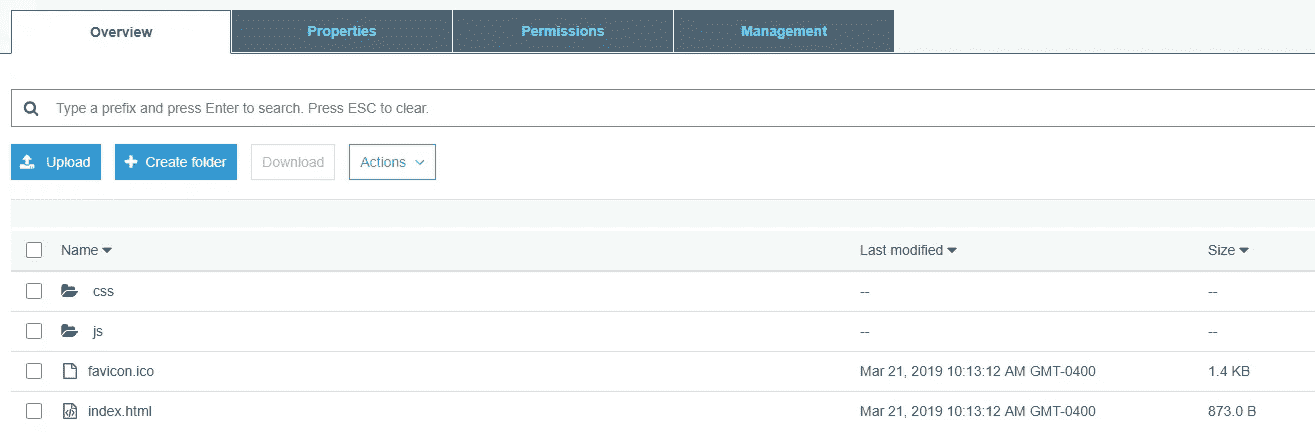 Overview Properties Permissions Management
Type a prefix and press Enter to search. Press ESC to clear.
Upload Create folder Download Actions
Name Last modified Size
css -- --
js -- --
favicon.ico Mar 21, 2019 10:13:12 AM GMT-0400 1.4 KB
index.html Mar 21, 2019 10:13:12 AM GMT-0400 873.0 B